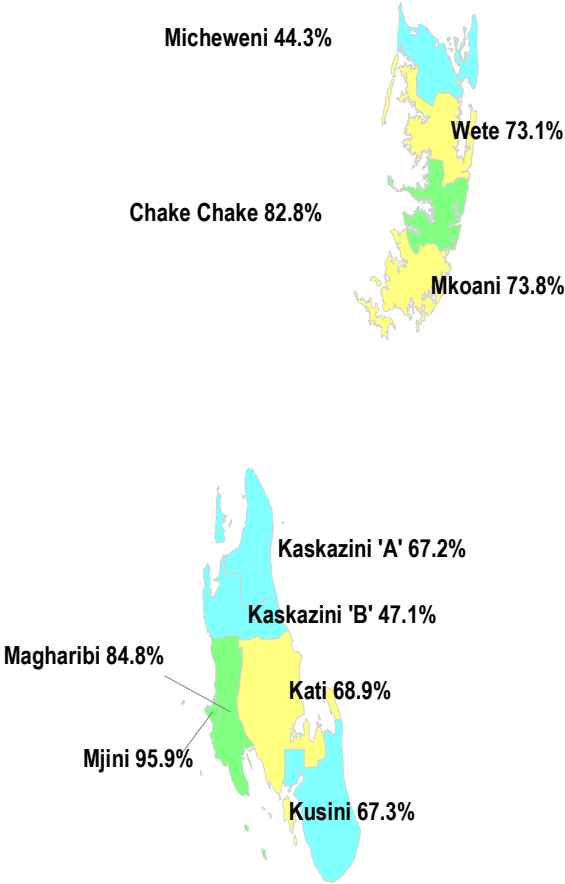 Micheweni 44.3%
Wete 73.1%
Chake Chake 82.8%
Mkoani 73.8%
Kaskazini 'A' 67.2%
Kaskazini 'B' 47.1%
Magharibi 84.8%
Kati 68.9%
Mjini 95.9%
Kusini 67.3%